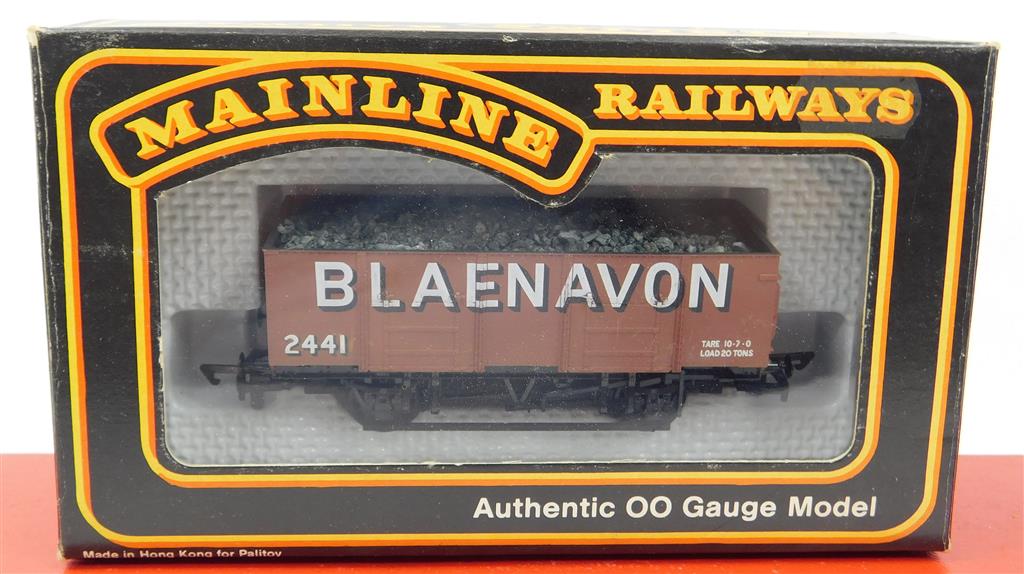 MAINLINE RAILWAYS
BLAENAVON
2441
TARE 10-7-0
LOAD 20 TONS
Authentic OO Gauge Model
Made in Hong Kong for Palitoy